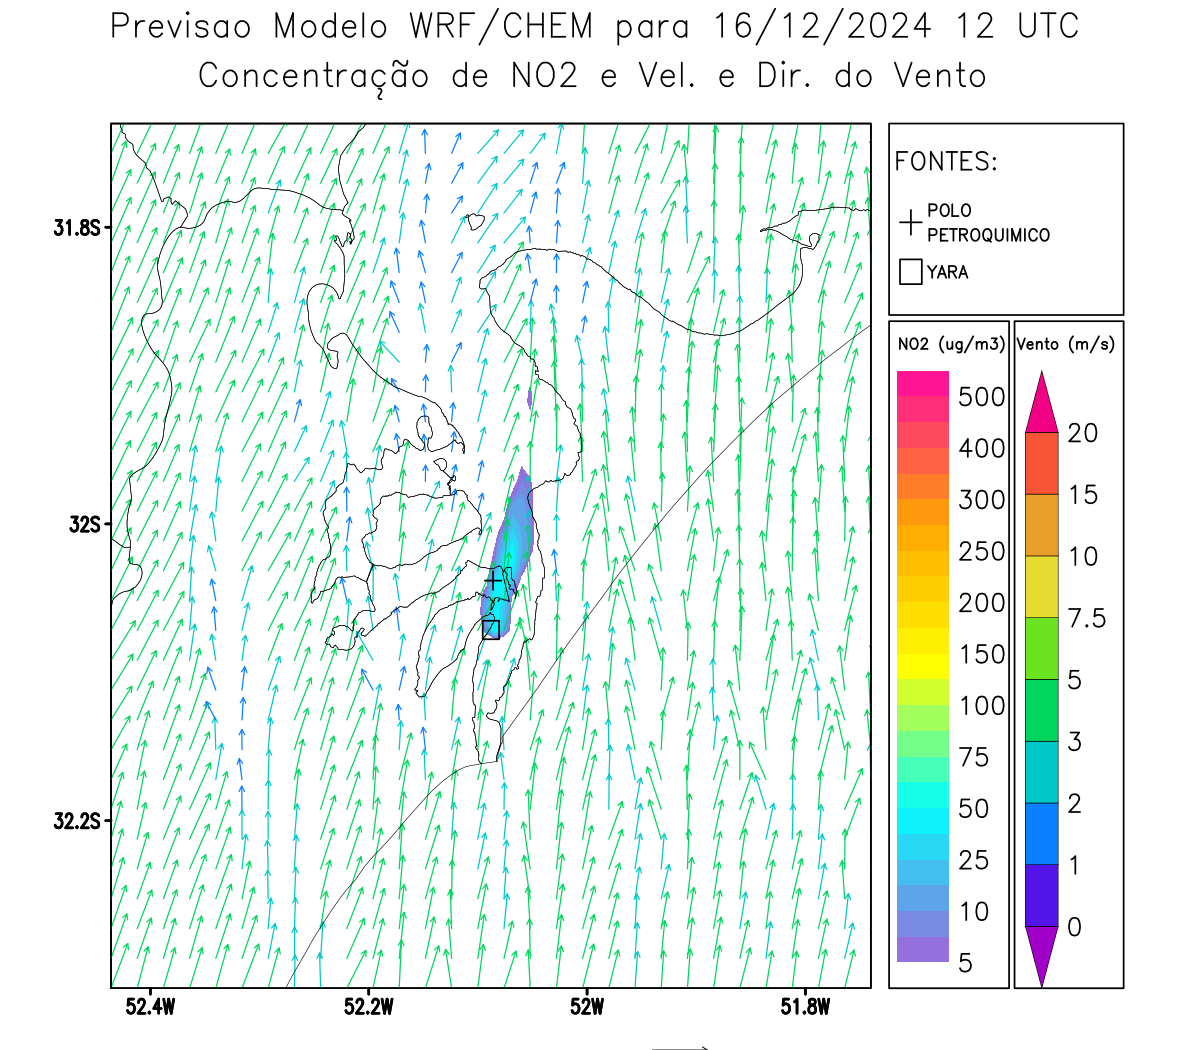 Previsao Modelo WRF/CHEM para 16/12/2024 12 UTC
Concentração de NO2 e Vel. e Dir. do Vento
FONTES:
POLO
PETROQUIMICO
YARA
NO2 (ug/m3)
500
400
300
250
200
150
100
75
50
25
10
5
Vento (m/s)
20
15
10
7.5
5
3
2
1
0
31.8S
32S
32.2S
52.4W
52.2W
52W
51.8W